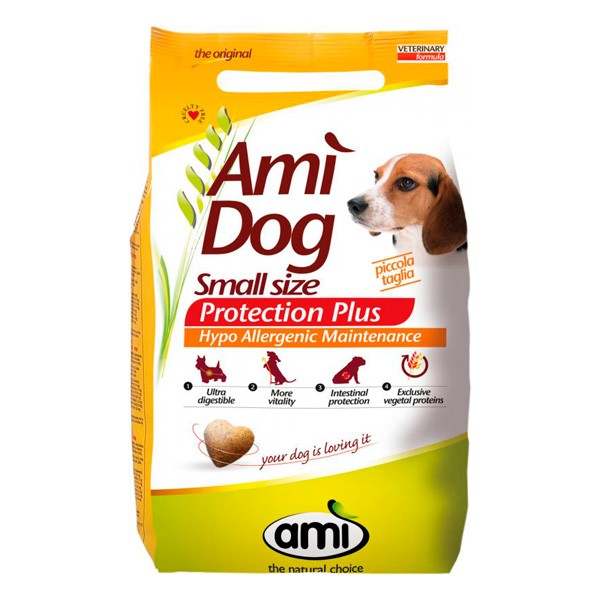 the original
VETERINARY
formula
CRUELTY FREE
Amì
Dog
piccola
taglia
Small size
Protection Plus
Hypo Allergenic Maintenance
1 Ultra
digestible
2 More
vitality
3 Intestinal
protection
4 Exclusive
vegetal proteins
your dog is loving it
amì
the natural choice